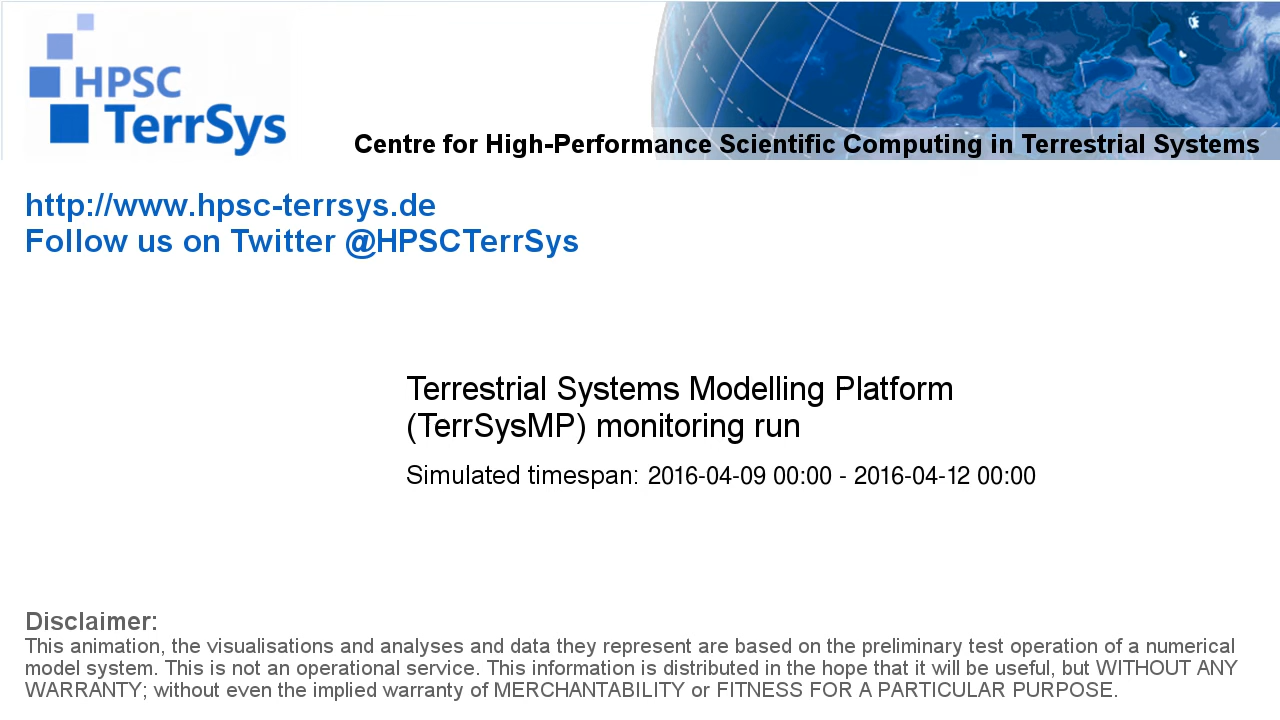 HPSC
TerrSys
Centre for High-Performance Scientific Computing in Terrestrial Systems
http://www.hpsc-terrsys.de
Follow us on Twitter @HPSCTerrSys
Terrestrial Systems Modelling Platform
(TerrSysMP) monitoring run
Simulated timespan: 2016-04-09 00:00 - 2016-04-12 00:00
Disclaimer:
This animation, the visualisations and analyses and data they represent are based on the preliminary test operation of a numerical
model system. This is not an operational service. This information is distributed in the hope that it will be useful, but WITHOUT ANY
WARRANTY; without even the implied warranty of MERCHANTABILITY or FITNESS FOR A PARTICULAR PURPOSE.